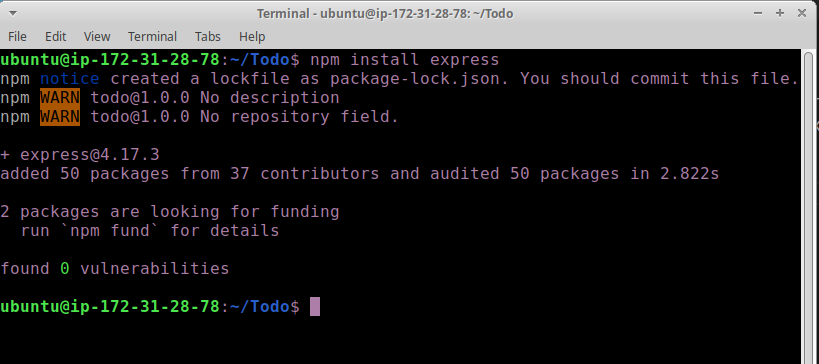 Terminal - ubuntu@ip-172-31-28-78: ~/Todo
File Edit View Terminal Tabs Help
ubuntu@ip-172-31-28-78:~/Todo$ npm install express
npm notice created a lockfile as package-lock.json. You should commit this file.
npm WARN todo@1.0.0 No description
npm WARN todo@1.0.0 No repository field.
+ express@4.17.3
added 50 packages from 37 contributors and audited 50 packages in 2.822s
2 packages are looking for funding
run `npm fund` for details
found 0 vulnerabilities
ubuntu@ip-172-31-28-78:~/Todo$